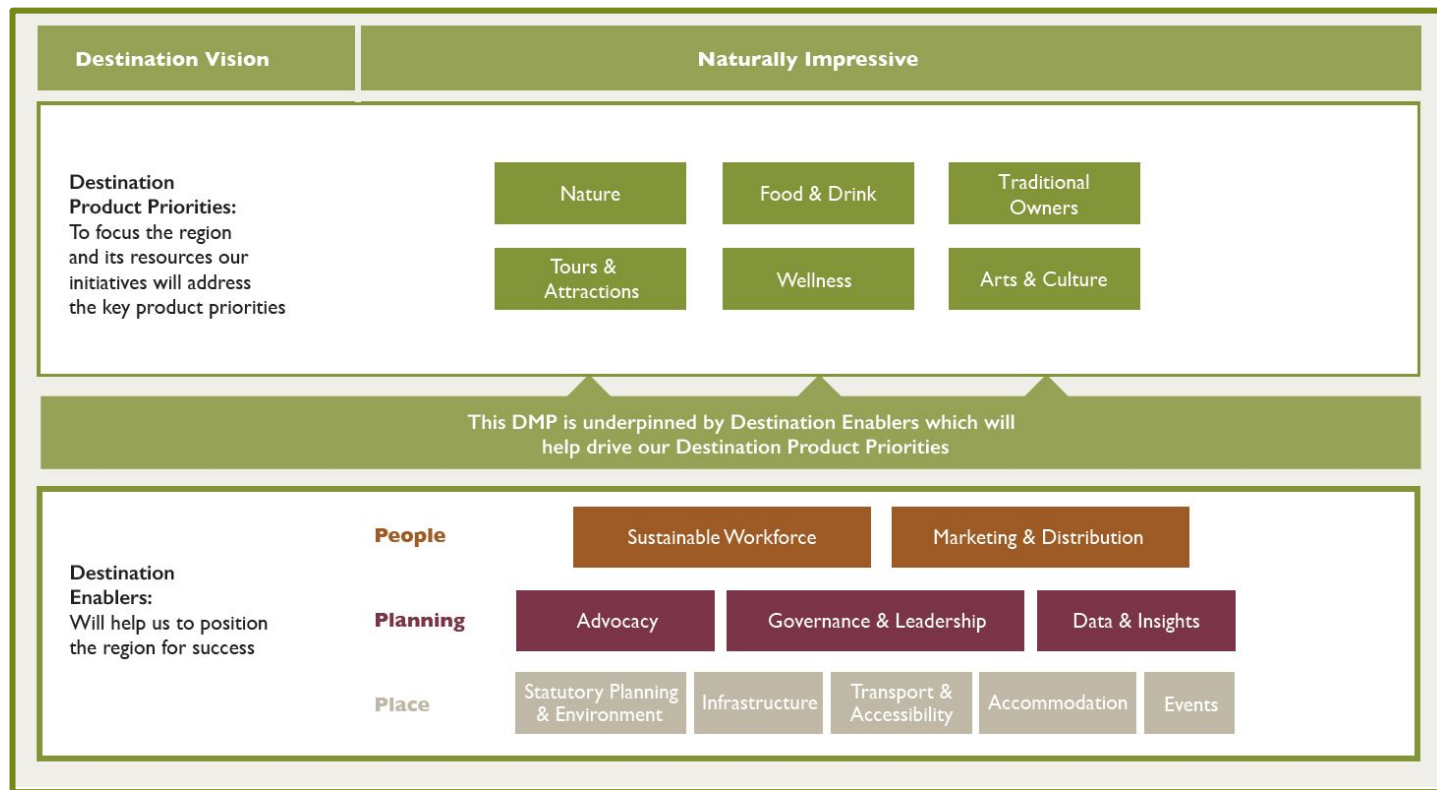 Destination Vision
Naturally Impressive
Destination
Product Priorities:
To focus the region
and its resources our
initiatives will address
the key product priorities
Nature
Food & Drink
Traditional
Owners
Tours &
Attractions
Wellness
Arts & Culture
This DMP is underpinned by Destination Enablers which will
help drive our Destination Product Priorities
Destination
Enablers:
Will help us to position
the region for success
People
Sustainable Workforce
Marketing & Distribution
Planning
Advocacy
Governance & Leadership
Data & Insights
Place
Statutory Planning
& Environment
Infrastructure
Transport &
Accessibility
Accommodation
Events